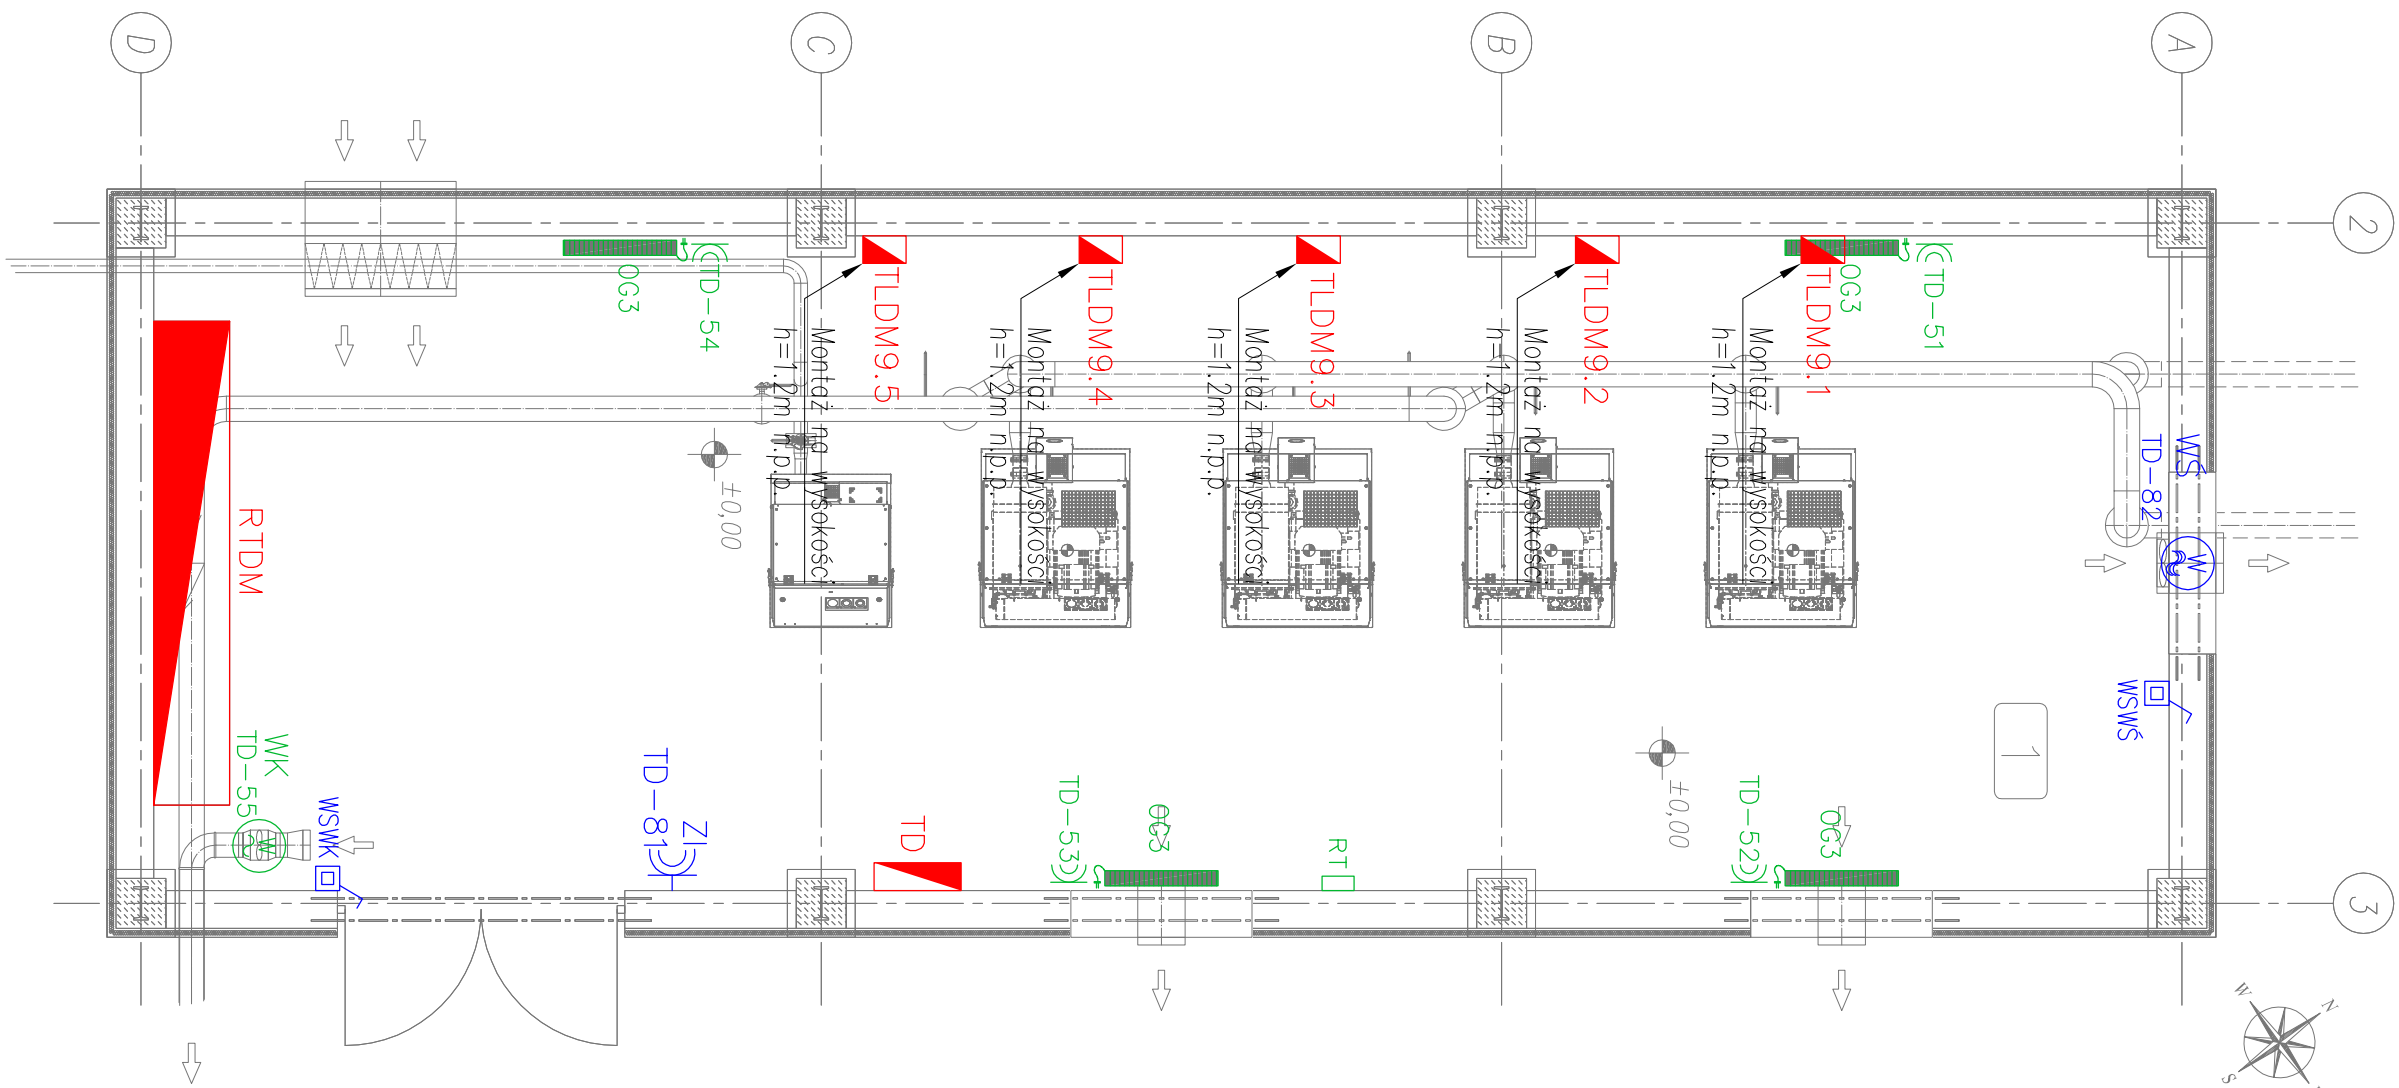 D
C
B
A
2
3
OG3
TD-54
TLDM9.5
Montaż na wysokości
h=1.2m n.p.p.
TLDM9.4
Montaż na wysokości
h=1.2m n.p.p.
TLDM9.3
Montaż na wysokości
h=1.2m n.p.p.
TLDM9.2
Montaż na wysokości
h=1.2m n.p.p.
TLDM9.1
Montaż na wysokości
h=1.2m n.p.p.
OG3
TD-51
WŚ
TD-82
W
WSWŚ
RTDM
±0,00
±0,00
1
WK
TD-55
W
WSWK
ZI
TD-81
TD
TD-53
OG3
RT
TD-52
OG3
W
N
S